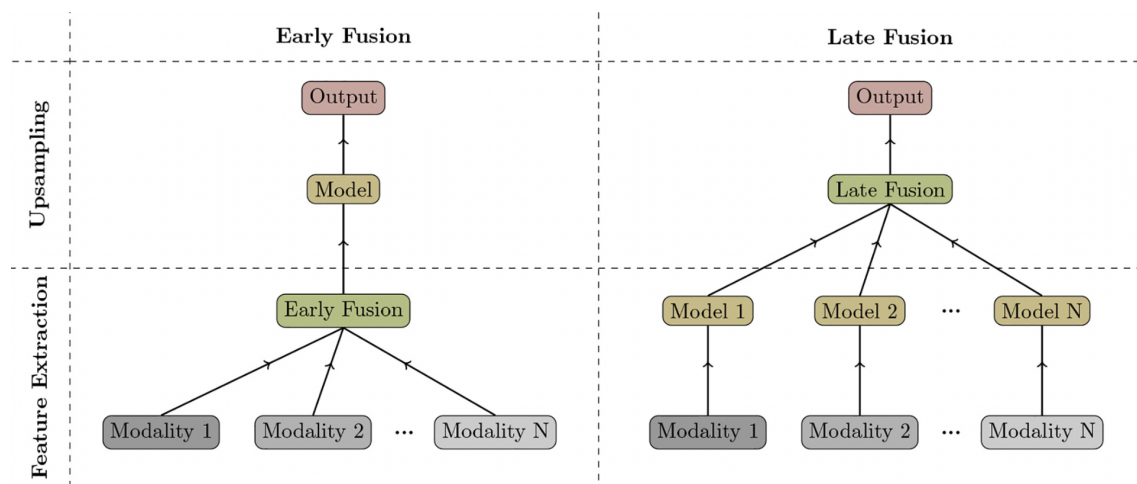 Early Fusion
Late Fusion
Upsampling
Output
Model
Output
Late Fusion
Feature Extraction
Early Fusion
Modality 1
Modality 2
...
Modality N
Model 1
Model 2
...
Model N
Modality 1
Modality 2
...
Modality N